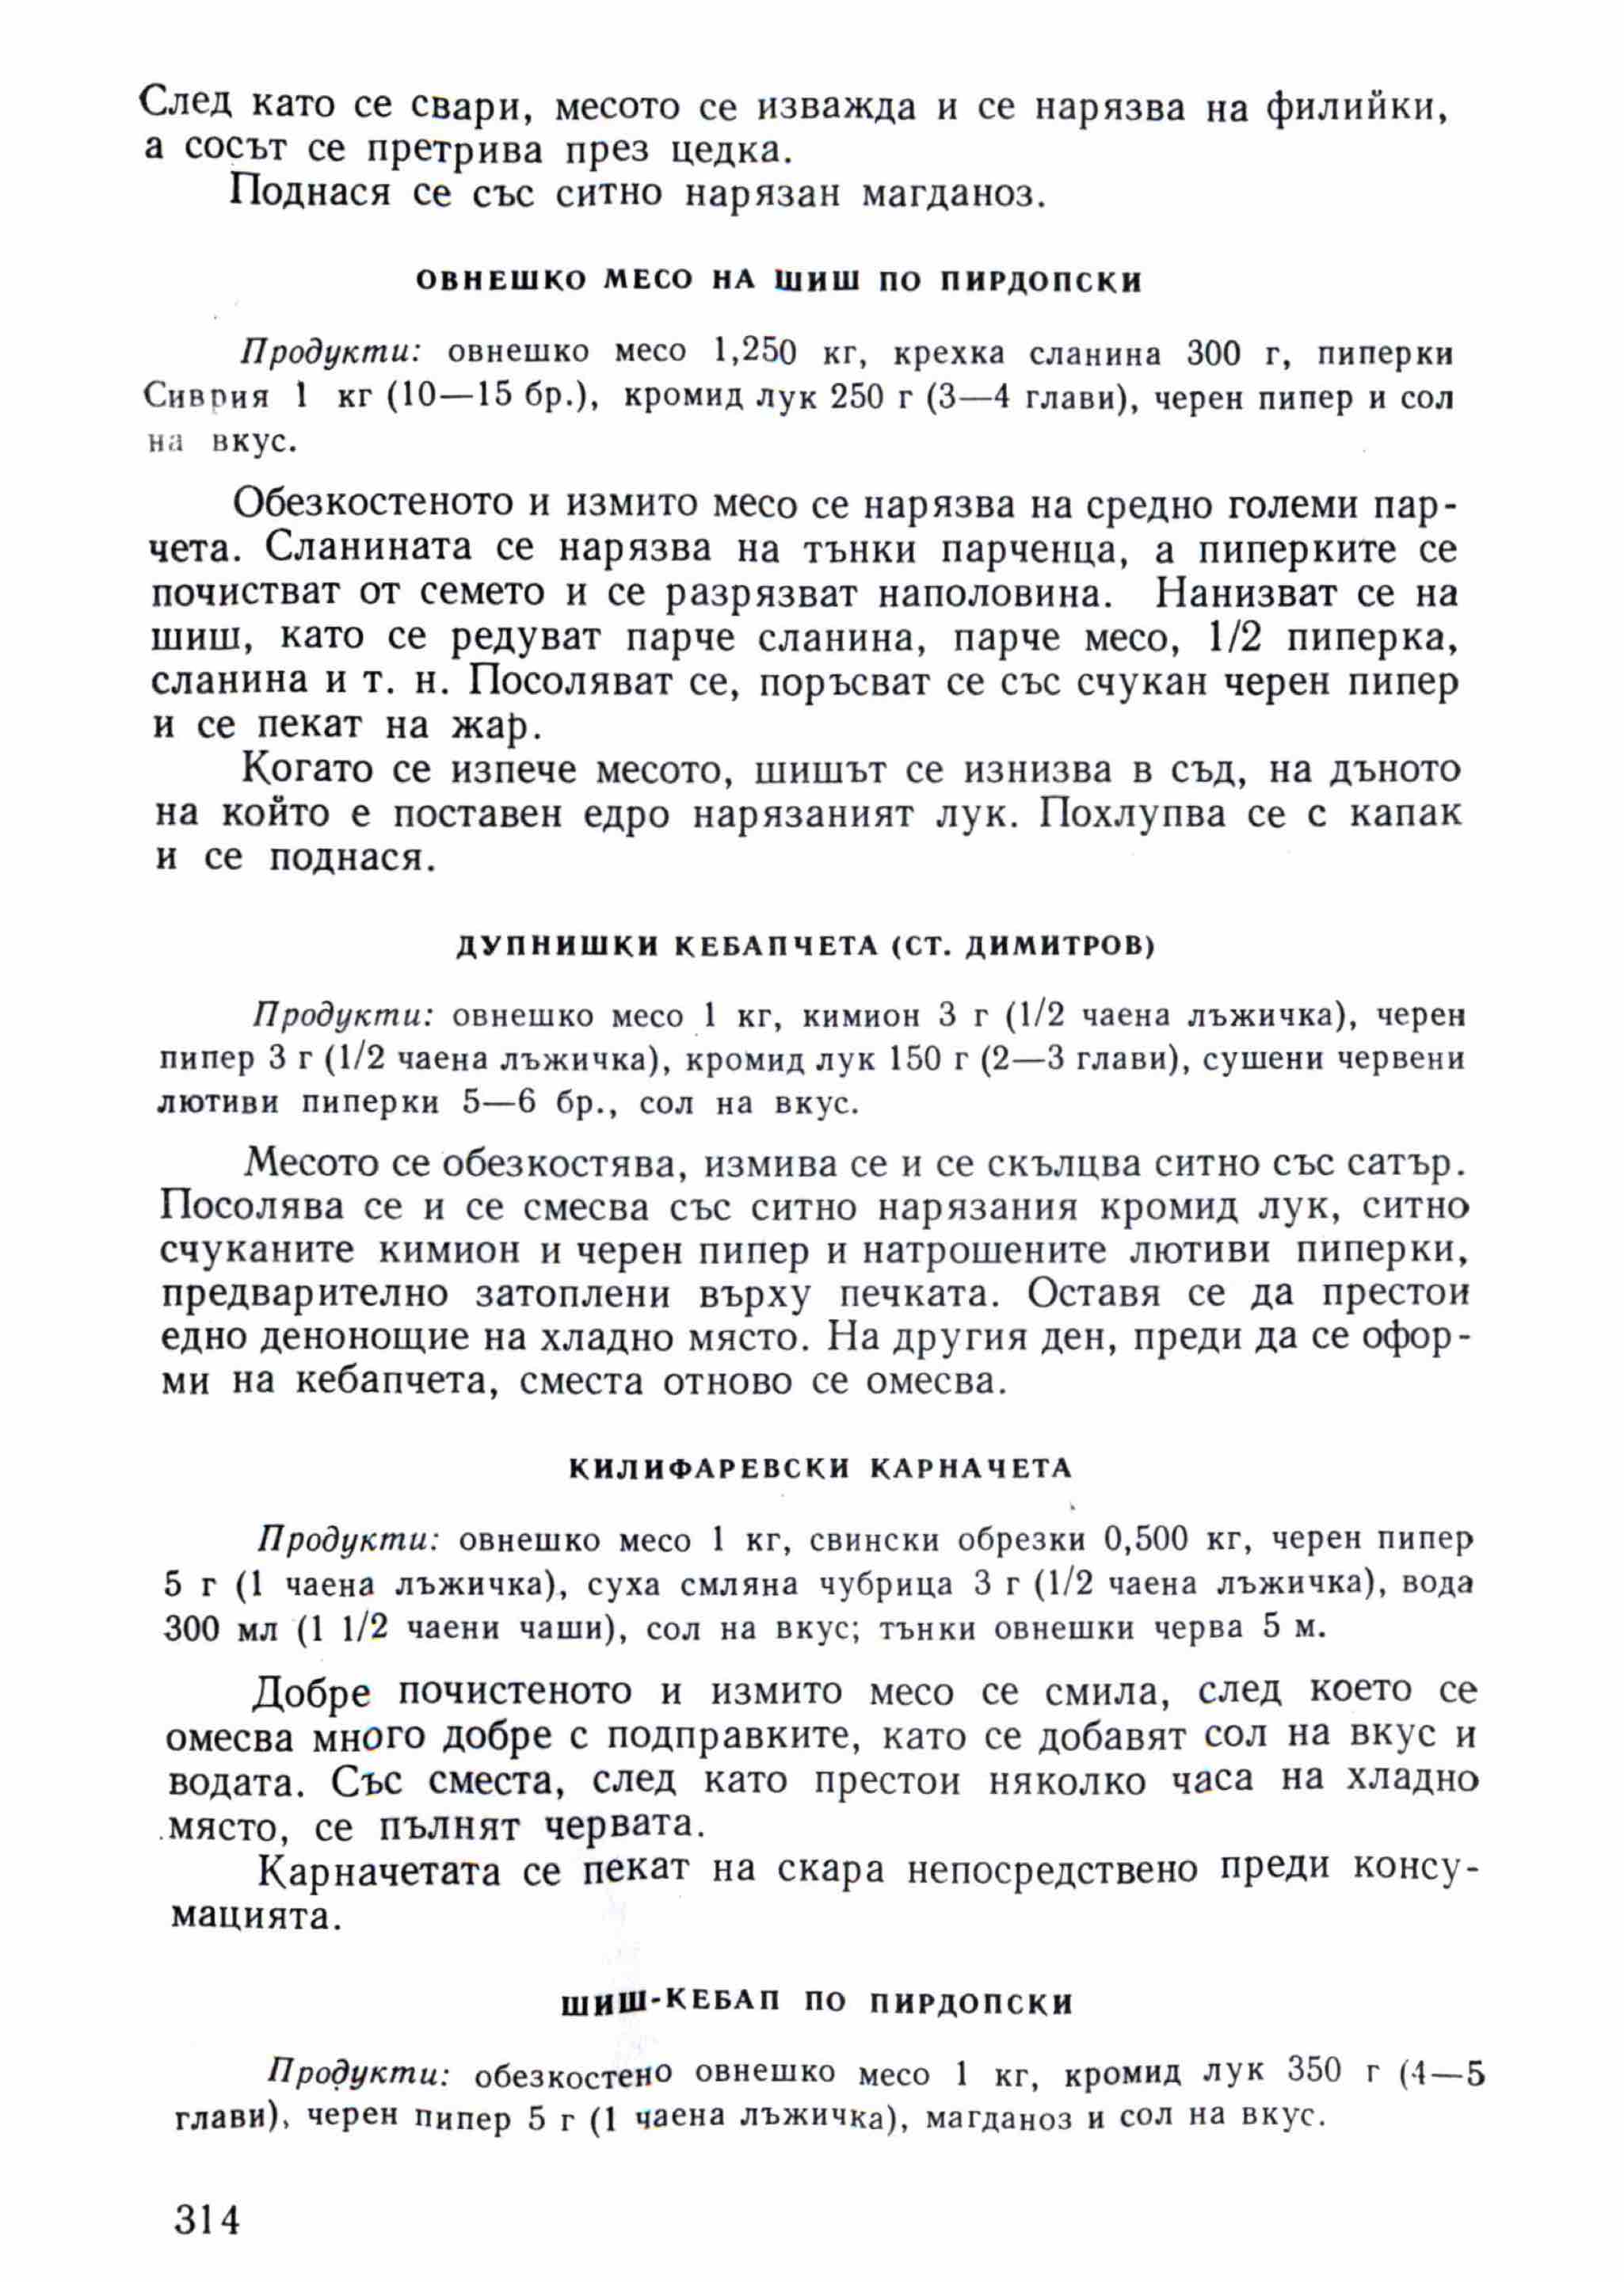 След като се свари, месото се изважда и се нарязва на филийки,
а сосът се претрива през цедка.
Поднася се със ситно нарязан магданоз.
ОВНЕШКО МЕСО НА ШИШ ПО ПИРДОПСКИ
Продукти: овнешко месо 1,250 кг, крехка сланина 300 г, пиперки
Сиврия 1 кг (10—15 бр.), кромид лук 250 г (3—4 глави), черен пипер и сол
на вкус.
Обезкостеното и измито месо се нарязва на средно големи пар-
чета. Сланината се нарязва на тънки парченца, а пиперките се
почистват от семето и се разрязват наполовина. Нанизват се на
шиш, като се редуват парче сланина, парче месо, 1/2 пиперка,
сланина и т. н. Посоляват се, поръсват се със счукан черен пипер
и се пекат на жар.
Когато се изпече месото, шишът се изнизва в съд, на дъното
на който е поставен едро нарязаният лук. Похлупва се с капак
и се поднася.
ДУПНИШКИ КЕБАПЧЕТА (СТ. ДИМИТРОВ)
Продукти: овнешко месо 1 кг, кимион 3 г (1/2 чаена лъжичка), черен
пипер 3 г (1/2 чаена лъжичка), кромид лук 150 г (2—3 глави), сушени червени
лютиви пиперки 5—6 бр., сол на вкус.
Месото се обезкостява, измива се и се скълцва ситно със сатър.
Посолява се и се смесва със ситно нарязания кромид лук, ситно
счуканите кимион и черен пипер и натрошените лютиви пиперки,
предварително затоплени върху печката. Оставя се да престои
едно денонощие на хладно място. На другия ден, преди да се офор-
ми на кебапчета, сместа отново се омесва.
КИЛИФАРЕВСКИ КАРНАЧЕТА
Продукти: овнешко месо 1 кг, свински обрезки 0,500 кг, черен пипер
5 г (1 чаена лъжичка), суха смляна чубрица 3 г (1/2 чаена лъжичка), вода
300 мл (1 1/2 чаени чаши), сол на вкус; тънки овнешки черва 5 м.
Добре почистеното и измито месо се смила, след което се
омесва много добре с подправките, като се добавят сол на вкус и
водата. Със сместа, след като престои няколко часа на хладно
място, се пълнят червата.
Карначетата се пекат на скара непосредствено преди консу-
мацията.
ШИШ-КЕБАП ПО ПИРДОПСКИ
Продукти: обезкостено овнешко месо 1 кг, кромид лук 350 г (4—5
глави), черен пипер 5 г (1 чаена лъжичка), магданоз и сол на вкус.
314